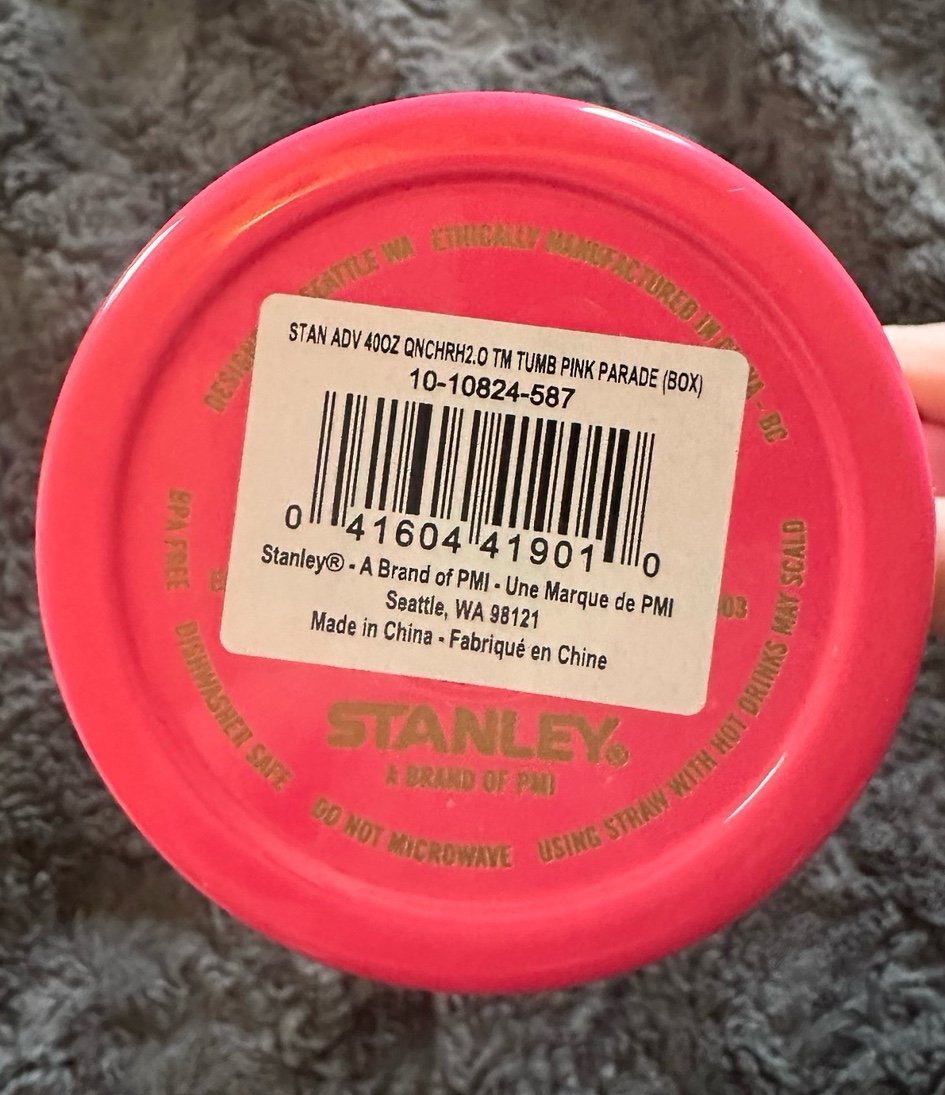 SEATTLE WA
ETHICALLY MANUFACTURED IN
- BC
STAN ADV 40OZ QNCHRH2.O TM TUMB PINK PARADE (BOX)
10-10824-587
0 41604 41901 0
Stanley® - A Brand of PMI - Une Marque de PMI
Seattle, WA 98121
Made in China - Fabriqué en Chine
03
STANLEY®
A BRAND OF PMI
BPA FREE
DISHWASHER SAFE
DO NOT MICROWAVE
USING STRAW WITH HOT DRINKS MAY SCALD